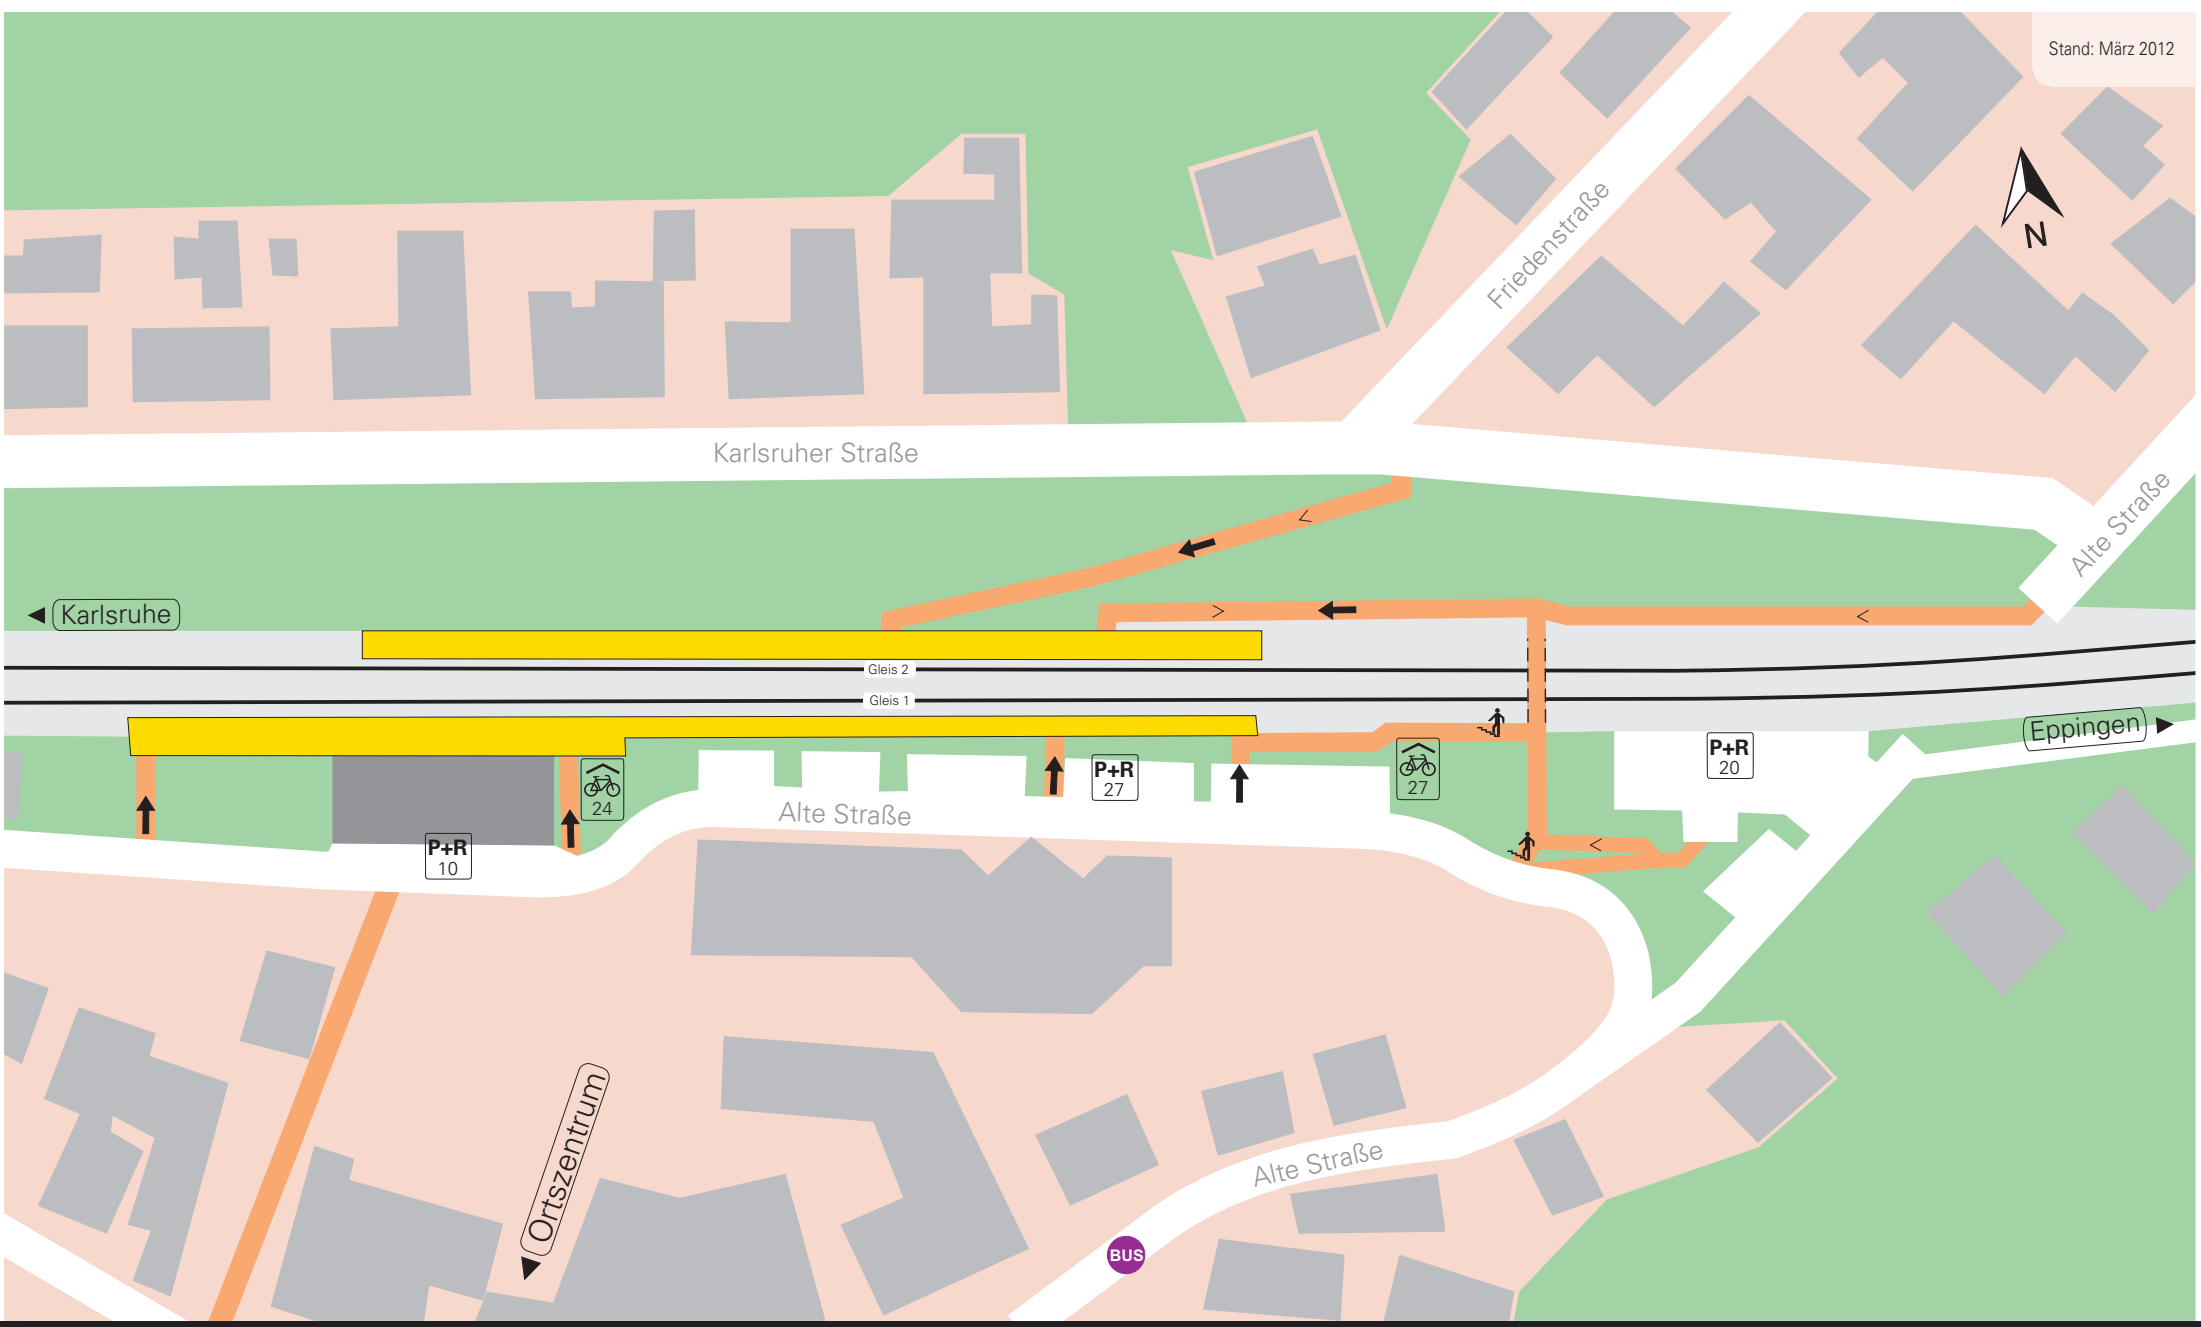 Stand: März 2012
N
Friedenstraße
Karlsruher Straße
Alte Straße
Karlsruhe
Gleis 2
Gleis 1
Eppingen
P+R
20
P+R
27
27
24
Alte Straße
P+R
10
Ortszentrum
Alte Straße
BUS